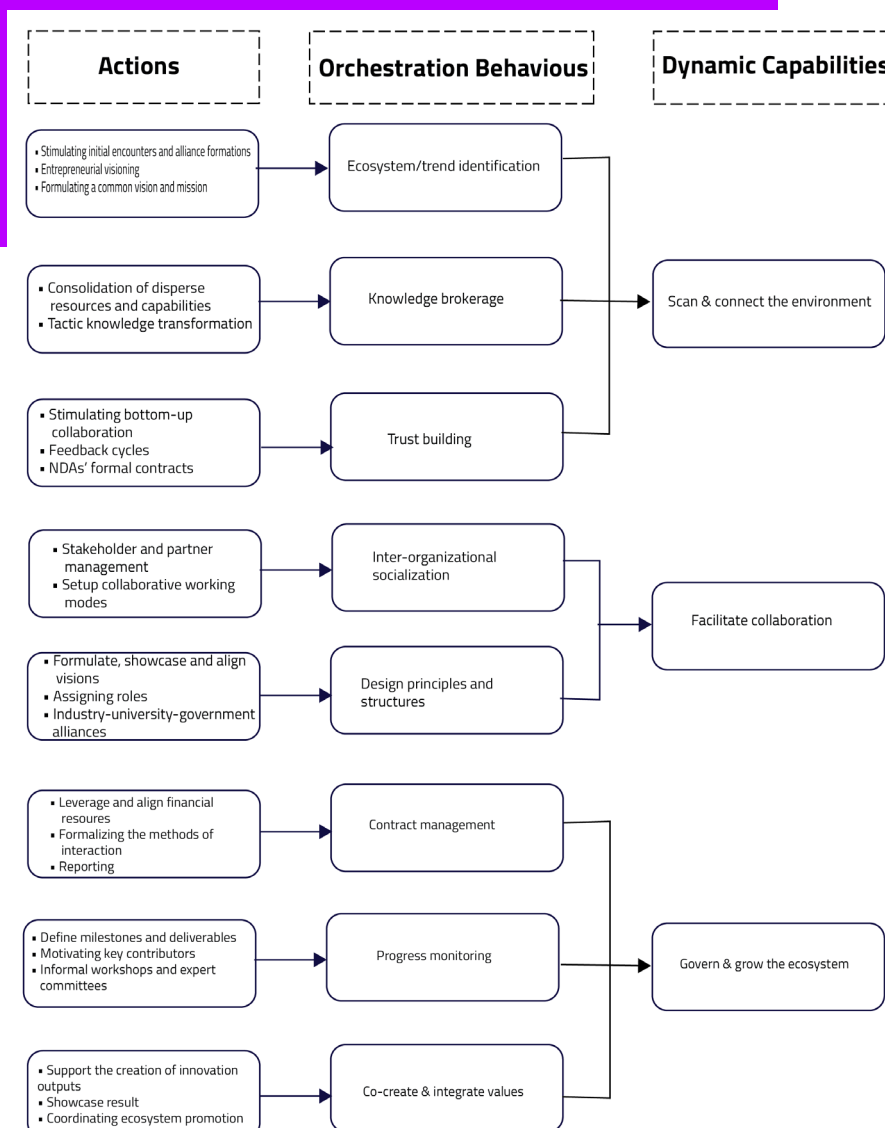 Actions
Orchestration Behavious
Dynamic Capabilities
▪ Stimulating initial encounters and alliance formations
▪ Entrepreneurial visioning
▪ Formulating a common vision and mission
Ecosystem/trend identification
▪ Consolidation of disperse
resources and capabilities
▪ Tactic knowledge transformation
Knowledge brokerage
Scan & connect the environment
▪ Stimulating bottom-up
collaboration
▪ Feedback cycles
▪ NDAs' formal contracts
Trust building
▪ Stakeholder and partner
management
▪ Setup collaborative working
modes
Inter-organizational
socialization
Facilitate collaboration
▪ Formulate, showcase and align
visions
▪ Assigning roles
▪ Industry-university-government
alliances
Design principles and
structures
▪ Leverage and align financial
resoures
▪ Formalizing the methods of
interaction
▪ Reporting
Contract management
▪ Define milestones and deliverables
▪ Motivating key contributors
▪ Informal workshops and expert
committees
Progress monitoring
Govern & grow the ecosystem
▪ Support the creation of innovation
outputs
▪ Showcase result
▪ Coordinating ecosystem promotion
Co-create & integrate values